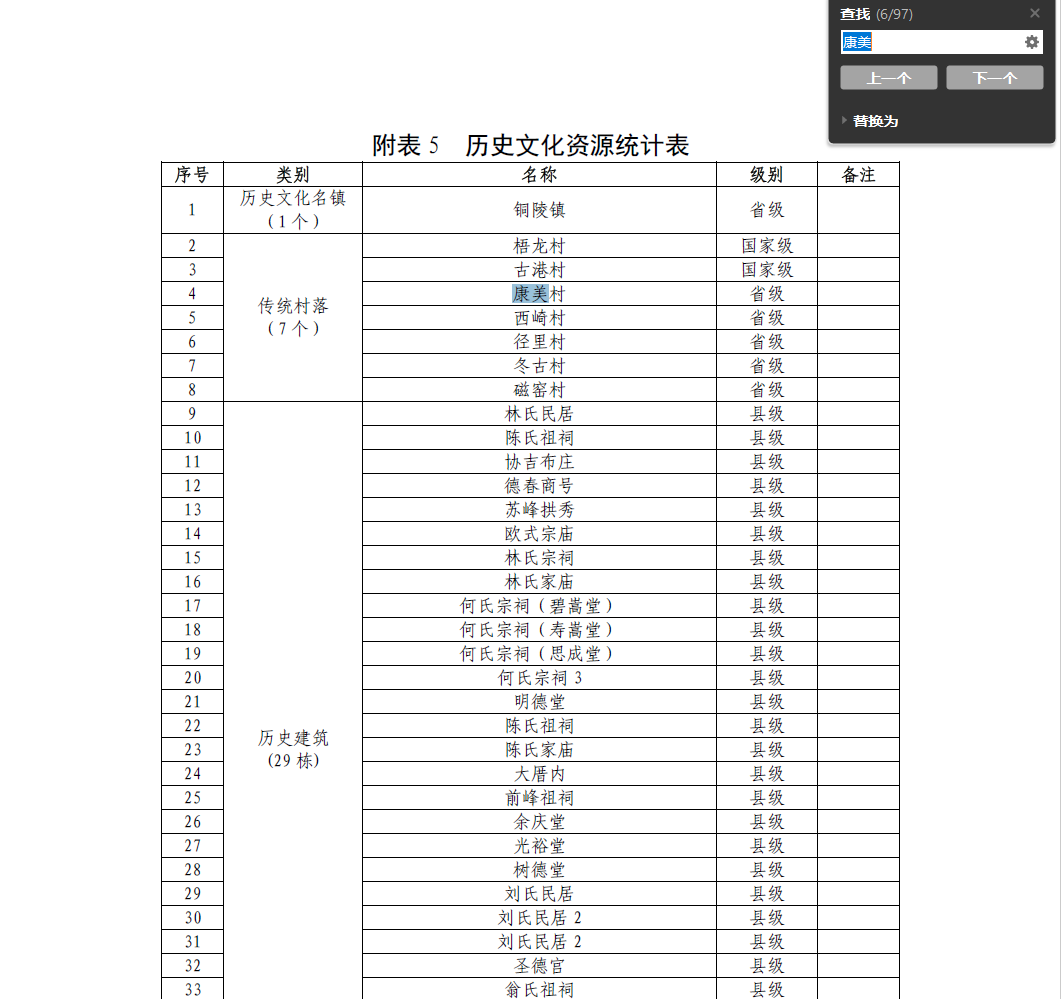 查找 (6/97)
康美
上一个 下一个
替换为
附表 5 历史文化资源统计表
序号 类别 名称 级别 备注
1 历史文化名镇（1 个） 铜陵镇 省级
传统村落（7 个）
2 梧龙村 国家级
3 古港村 国家级
4 康美村 省级
5 西崎村 省级
6 径里村 省级
7 冬古村 省级
8 磁窑村 省级
历史建筑(29 栋)
9 林氏民居 县级
10 陈氏祖祠 县级
11 协吉布庄 县级
12 德春商号 县级
13 苏峰拱秀 县级
14 欧式宗庙 县级
15 林氏宗祠 县级
16 林氏家庙 县级
17 何氏宗祠（碧嵩堂） 县级
18 何氏宗祠（寿嵩堂） 县级
19 何氏宗祠（思成堂） 县级
20 何氏宗祠 3 县级
21 明德堂 县级
22 陈氏祖祠 县级
23 陈氏家庙 县级
24 大厝内 县级
25 前峰祖祠 县级
26 余庆堂 县级
27 光裕堂 县级
28 树德堂 县级
29 刘氏民居 县级
30 刘氏民居 2 县级
31 刘氏民居 2 县级
32 圣德宫 县级
33 翁氏祖祠 县级